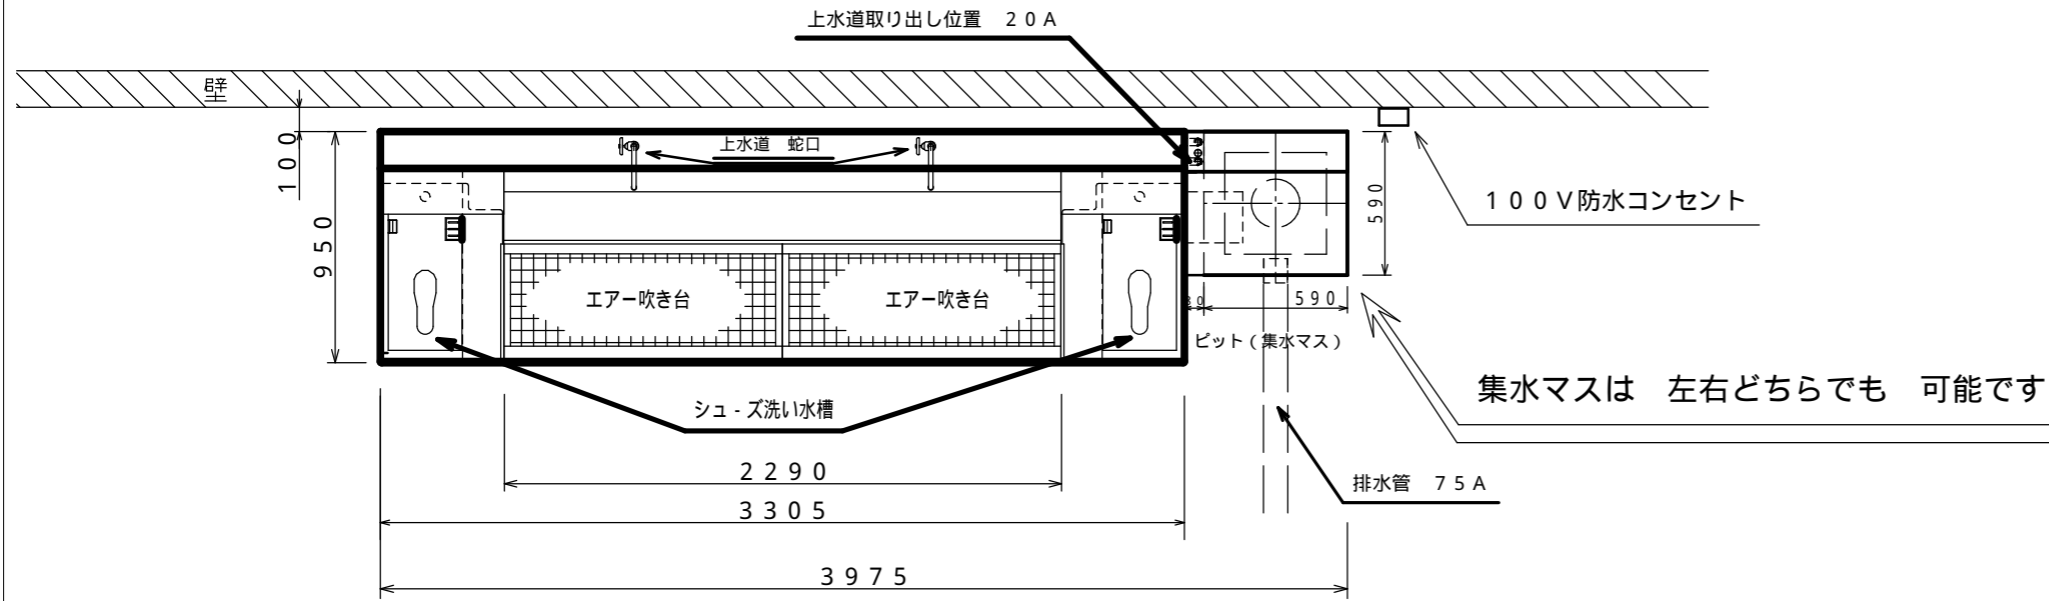 上水道取り出し位置　２０Ａ
壁
１００
上水道　蛇口
９５０
５９０
１００Ｖ防水コンセント
エアー吹き台
エアー吹き台
８０
５９０
ピット（集水マス）
集水マスは　左右どちらでも　可能です
シュ - ズ洗い水槽
２２９０
排水管　７５Ａ
３３０５
３９７５